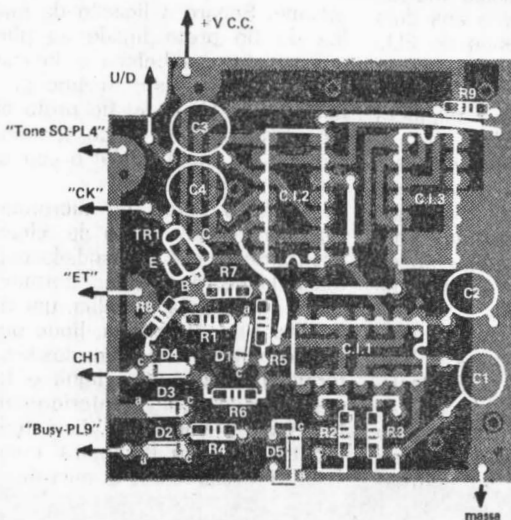 + V C.C.
U/D
R9
"Tone SQ-PL4"
C3
C.I.2
C.I.3
C4
"CK"
TR1
C
E
B
R7
"ET"
C2
R8
a
R1
D1
R5
C.I.1
CH1
c
D4
c
C1
D3
a
c
R6
"Busy-PL9"
D2
a
c
R4
D5
c
R2
R3
massa